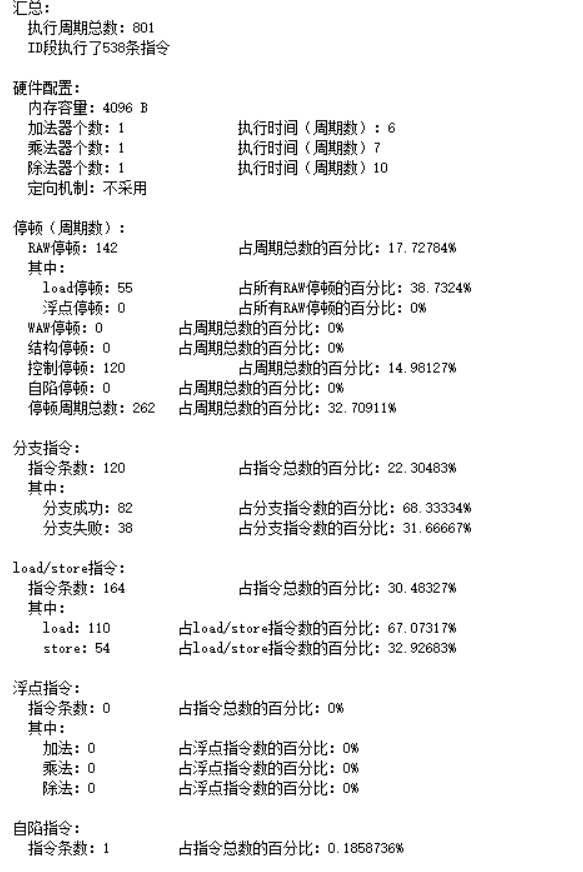 汇总:
执行周期总数: 801
ID段执行了538条指令
硬件配置:
内存容量: 4096 B
加法器个数: 1 执行时间（周期数）: 6
乘法器个数: 1 执行时间（周期数）7
除法器个数: 1 执行时间（周期数）10
定向机制: 不采用
停顿（周期数）:
RAW停顿: 142 占周期总数的百分比: 17.72784%
其中:
load停顿: 55 占所有RAW停顿的百分比: 38.7324%
浮点停顿: 0 占所有RAW停顿的百分比: 0%
WAW停顿: 0 占周期总数的百分比: 0%
结构停顿: 0 占周期总数的百分比: 0%
控制停顿: 120 占周期总数的百分比: 14.98127%
自陷停顿: 0 占周期总数的百分比: 0%
停顿周期总数: 262 占周期总数的百分比: 32.70911%
分支指令:
指令条数: 120 占指令总数的百分比: 22.30483%
其中:
分支成功: 82 占分支指令数的百分比: 68.33334%
分支失败: 38 占分支指令数的百分比: 31.66667%
load/store指令:
指令条数: 164 占指令总数的百分比: 30.48327%
其中:
load: 110 占load/store指令数的百分比: 67.07317%
store: 54 占load/store指令数的百分比: 32.92683%
浮点指令:
指令条数: 0 占指令总数的百分比: 0%
其中:
加法: 0 占浮点指令数的百分比: 0%
乘法: 0 占浮点指令数的百分比: 0%
除法: 0 占浮点指令数的百分比: 0%
自陷指令:
指令条数: 1 占指令总数的百分比: 0.1858736%